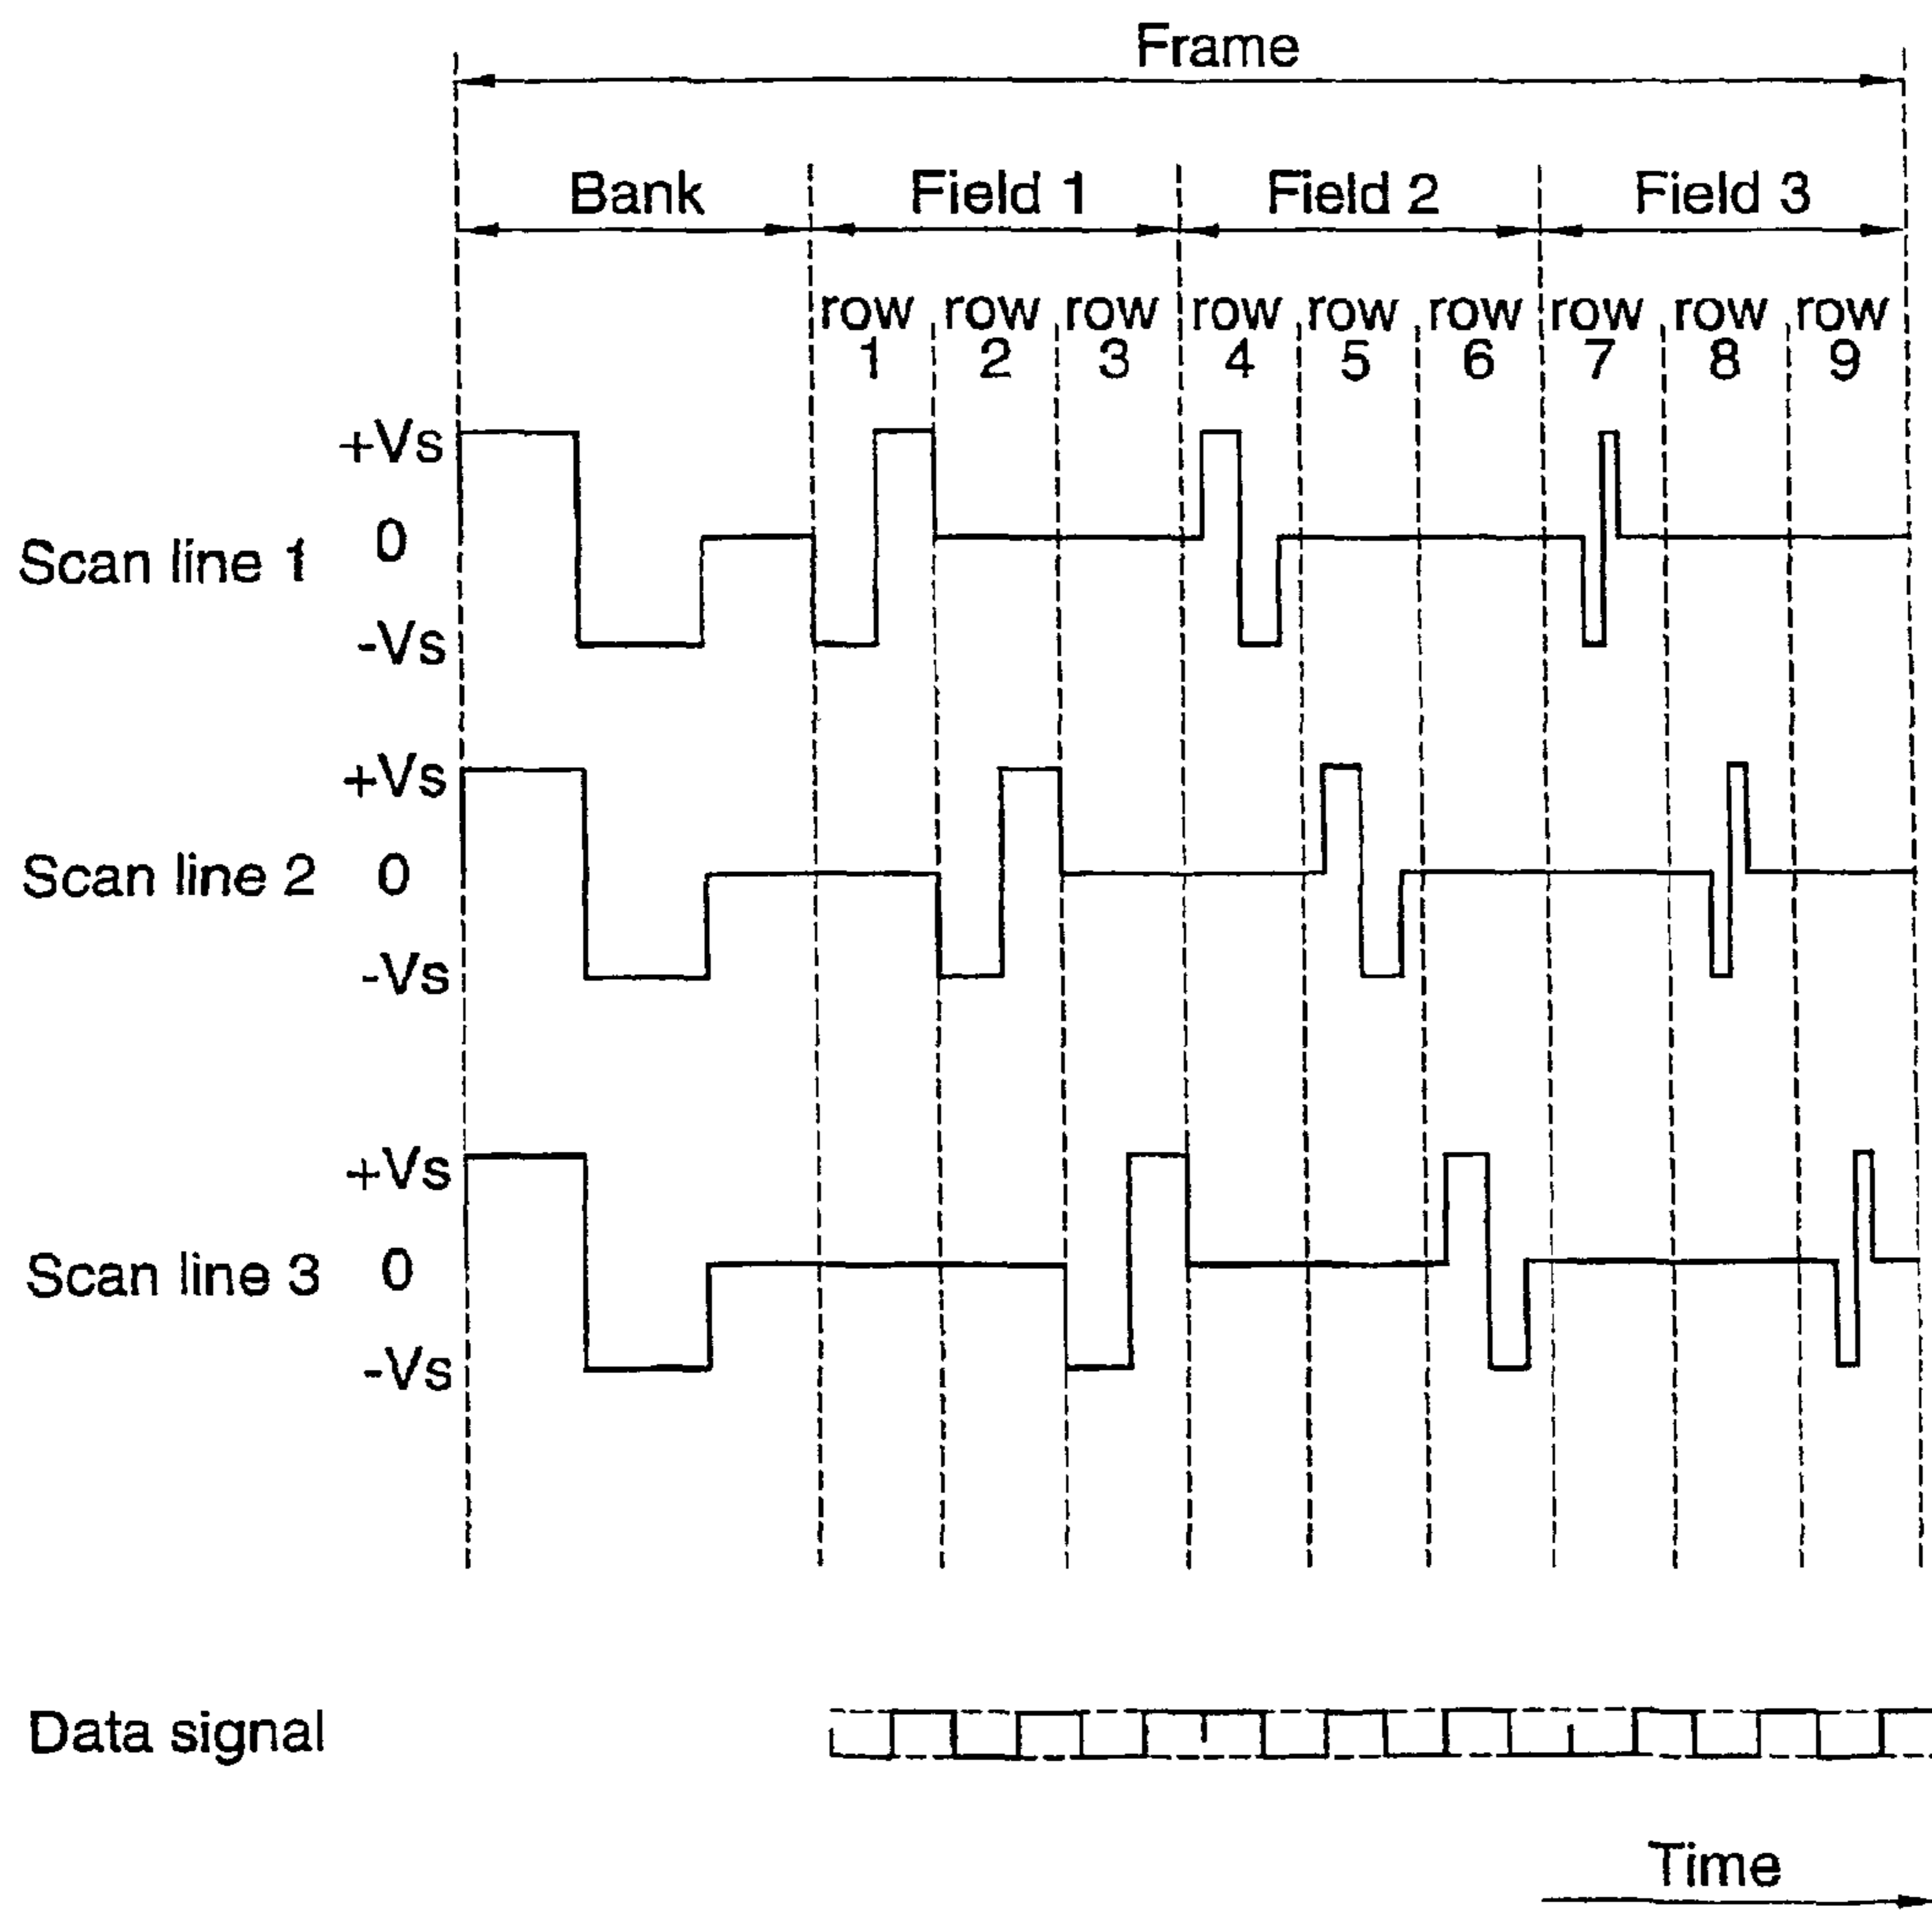 Frame
Bank Field 1 Field 2 Field 3
row row row row row row row row row
1 2 3 4 5 6 7 8 9
+Vs
Scan line 1 0
-Vs
+Vs
Scan line 2 0
-Vs
+Vs
Scan line 3 0
-Vs
Data signal
Time